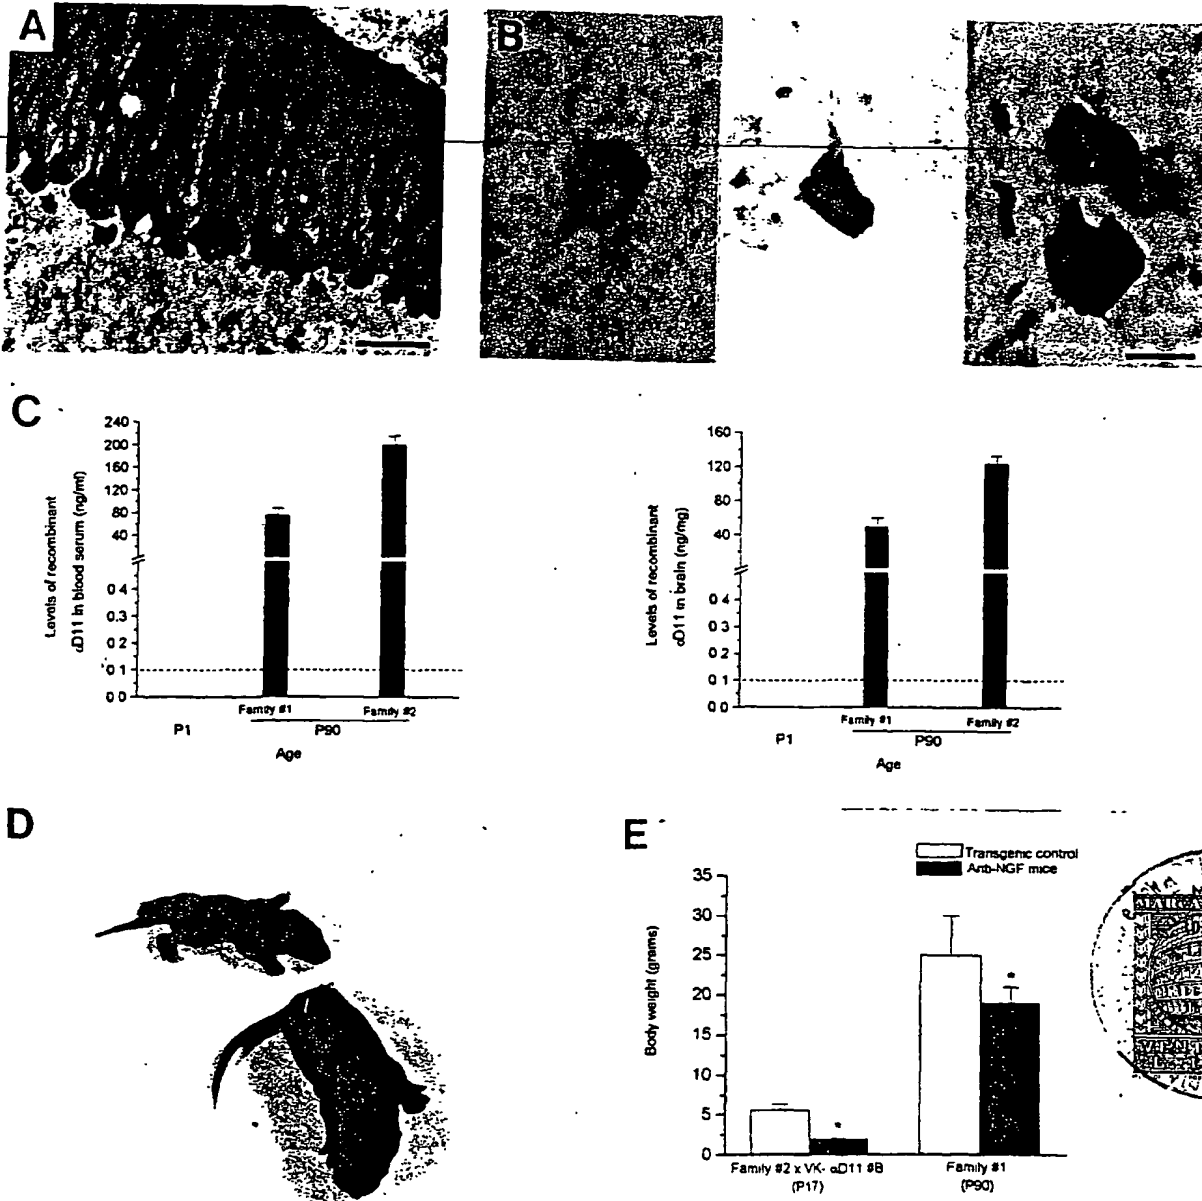 A
B
C
Levels of recombinant
αD11 in blood serum (ng/ml)
240
200
160
120
80
40
0 4
0.3
0 2
0 1
0 0
Family #1
Family #2
P1
P90
Age
Levels of recombinant
αD11 in brain (ng/mg)
160
120
80
40
0 4
0 3
0 2
0 1
0 0
Family #1
Family #2
P1
P90
Age
D
E
Transgenic control
Anti-NGF mice
Body weight (grams)
35
30
25
20
15
10
5
0
*
*
Family #2 x VK- αD11 #B
(P17)
Family #1
(P90)